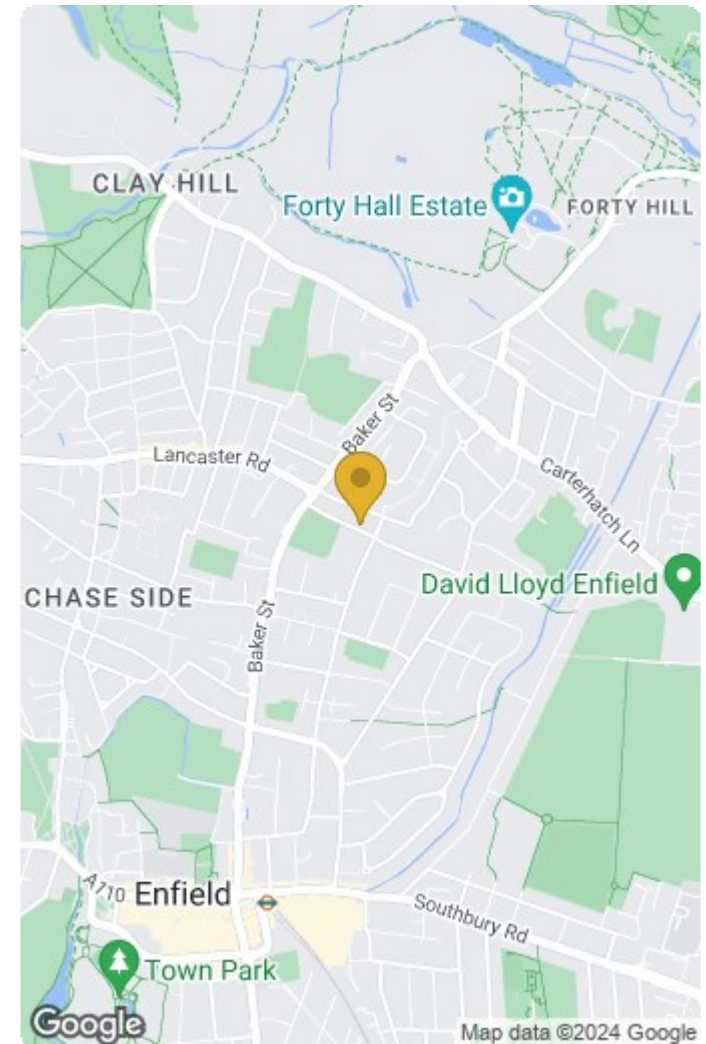 CLAY HILL
Forty Hall Estate
FORTY HILL
Baker St
Lancaster Rd
Carterhatch Ln
David Lloyd Enfield
CHASE SIDE
Baker St
A110 Enfield
Southbury Rd
Town Park
Google
Map data ©2024 Google